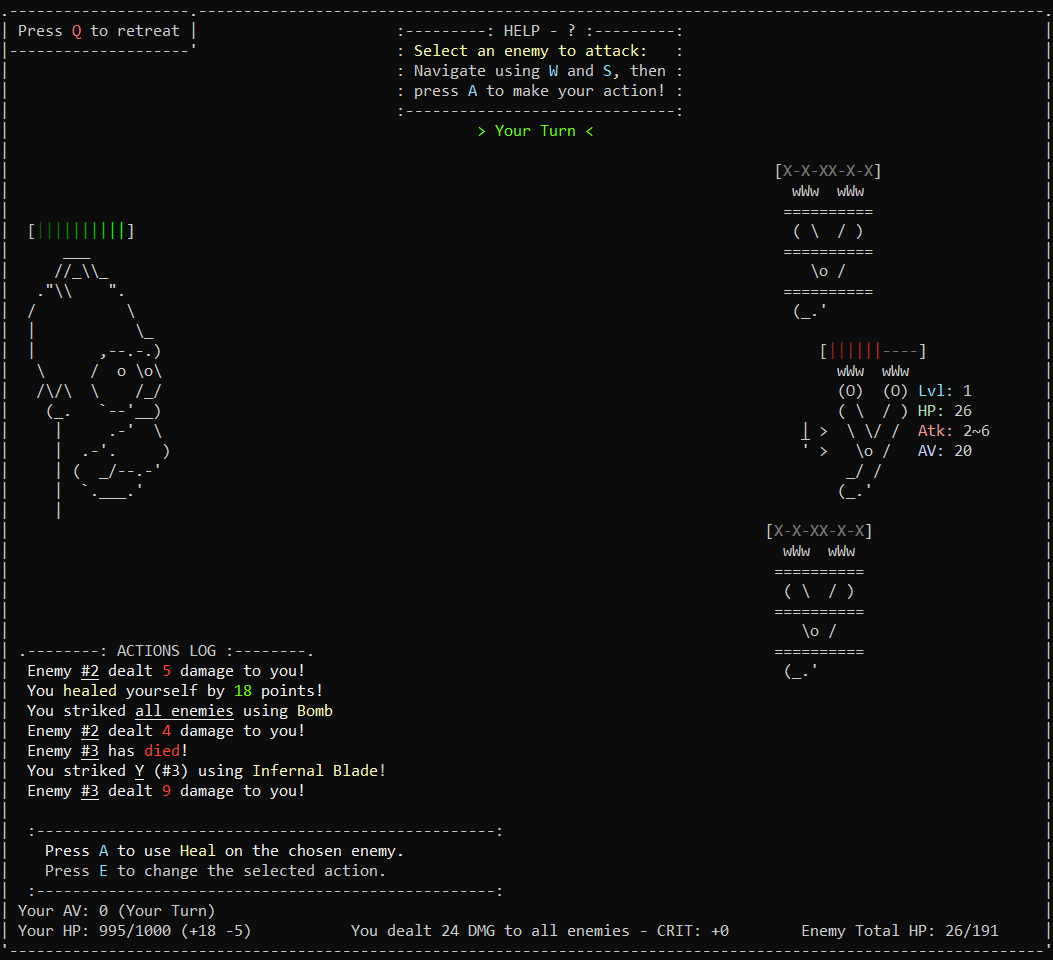 Press Q to retreat
HELP - ?
Select an enemy to attack:
Navigate using W and S, then
press A to make your action!
> Your Turn <
[X-X-XX-X-X]
wWw wWw
wWw wWw
(O) (O) Lvl: 1
HP: 26
Atk: 2~6
AV: 20
[X-X-XX-X-X]
wWw wWw
ACTIONS LOG
Enemy #2 dealt 5 damage to you!
You healed yourself by 18 points!
You striked all enemies using Bomb
Enemy #2 dealt 4 damage to you!
Enemy #3 has died!
You striked Y (#3) using Infernal Blade!
Enemy #3 dealt 9 damage to you!
Press A to use Heal on the chosen enemy.
Press E to change the selected action.
Your AV: 0 (Your Turn)
Your HP: 995/1000 (+18 -5) You dealt 24 DMG to all enemies - CRIT: +0 Enemy Total HP: 26/191